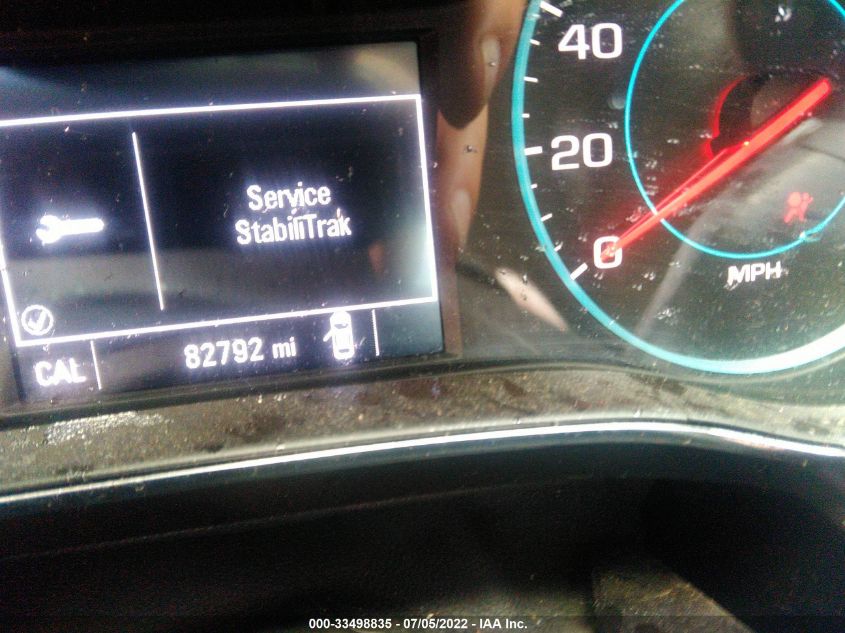 Service
StabiliTrak
CAL
82792 mi
40
20
0
MPH
000-33498835 - 07/05/2022 - IAA Inc.